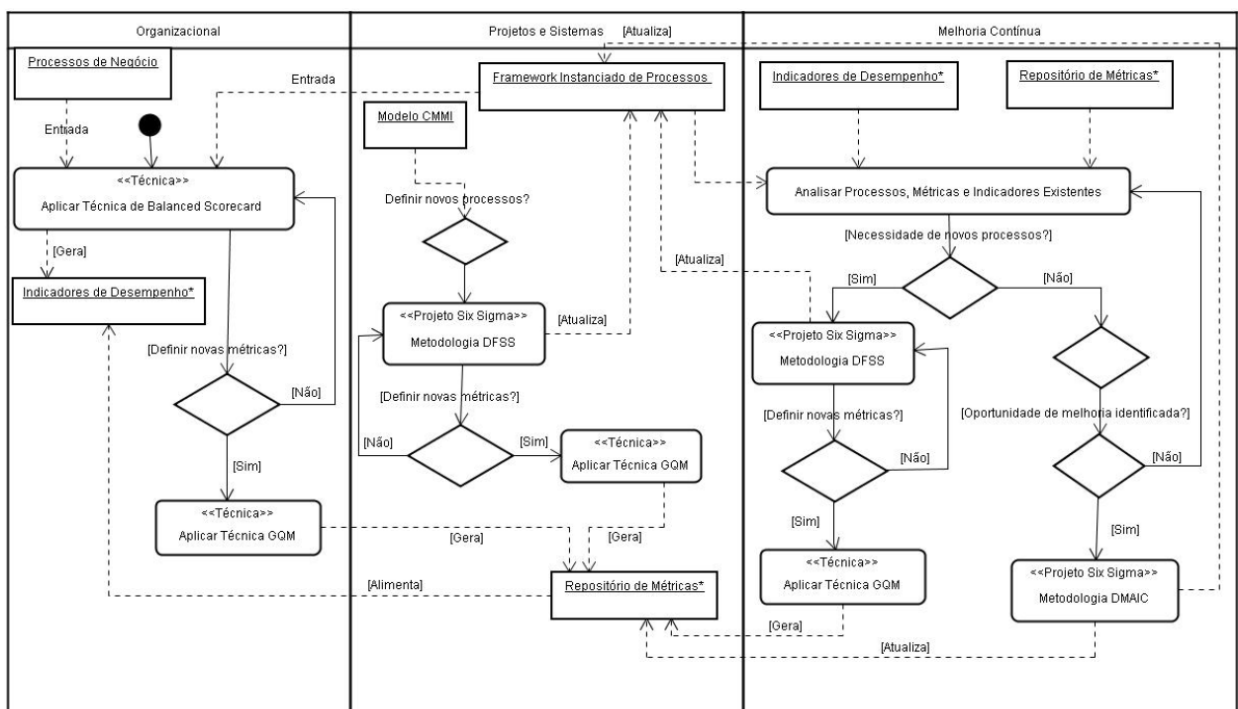 Organizacional
Projetos e Sistemas
[Atualiza]
Melhoria Contínua
Processos de Negócio
Entrada
Entrada
<<Técnica>>
Aplicar Técnica de Balanced Scorecard
[Gera]
Indicadores de Desempenho*
[Definir novas métricas?]
[Não]
[Sim]
<<Técnica>>
Aplicar Técnica GQM
Framework Instanciado de Processos
Modelo CMMI
Definir novos processos?
<<Projeto Six Sigma>>
Metodologia DFSS
[Atualiza]
[Definir novas métricas?]
[Não]
[Sim]
<<Técnica>>
Aplicar Técnica GQM
[Gera]
[Gera]
[Alimenta]
Repositório de Métricas*
Indicadores de Desempenho*
Repositório de Métricas*
Analisar Processos, Métricas e Indicadores Existentes
[Necessidade de novos processos?]
[Atualiza]
[Sim]
[Não]
<<Projeto Six Sigma>>
Metodologia DFSS
[Definir novas métricas?]
[Não]
[Sim]
<<Técnica>>
Aplicar Técnica GQM
[Gera]
[Oportunidade de melhoria identificada?]
[Não]
[Sim]
<<Projeto Six Sigma>>
Metodologia DMAIC
[Atualiza]